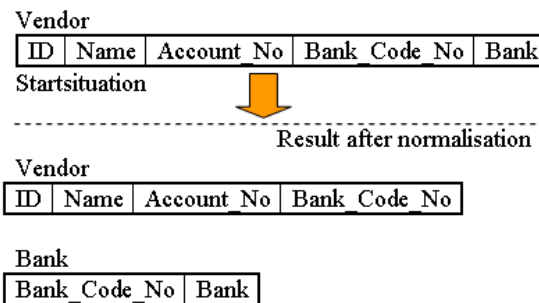 Vendor
ID Name Account_No Bank_Code_No Bank
Startsituation
Result after normalisation
Vendor
ID Name Account_No Bank_Code_No
Bank
Bank_Code_No Bank